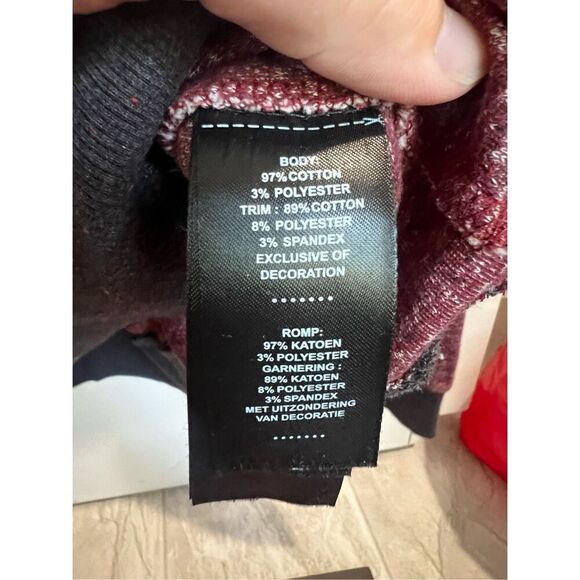 BODY:
97% COTTON
3% POLYESTER
TRIM : 89% COTTON
8% POLYESTER
3% SPANDEX
EXCLUSIVE OF
DECORATION
.......
ROMP:
97% KATOEN
3% POLYESTER
GARNERING :
89% KATOEN
8% POLYESTER
3% SPANDEX
MET UITZONDERING
VAN DECORATIE
.......